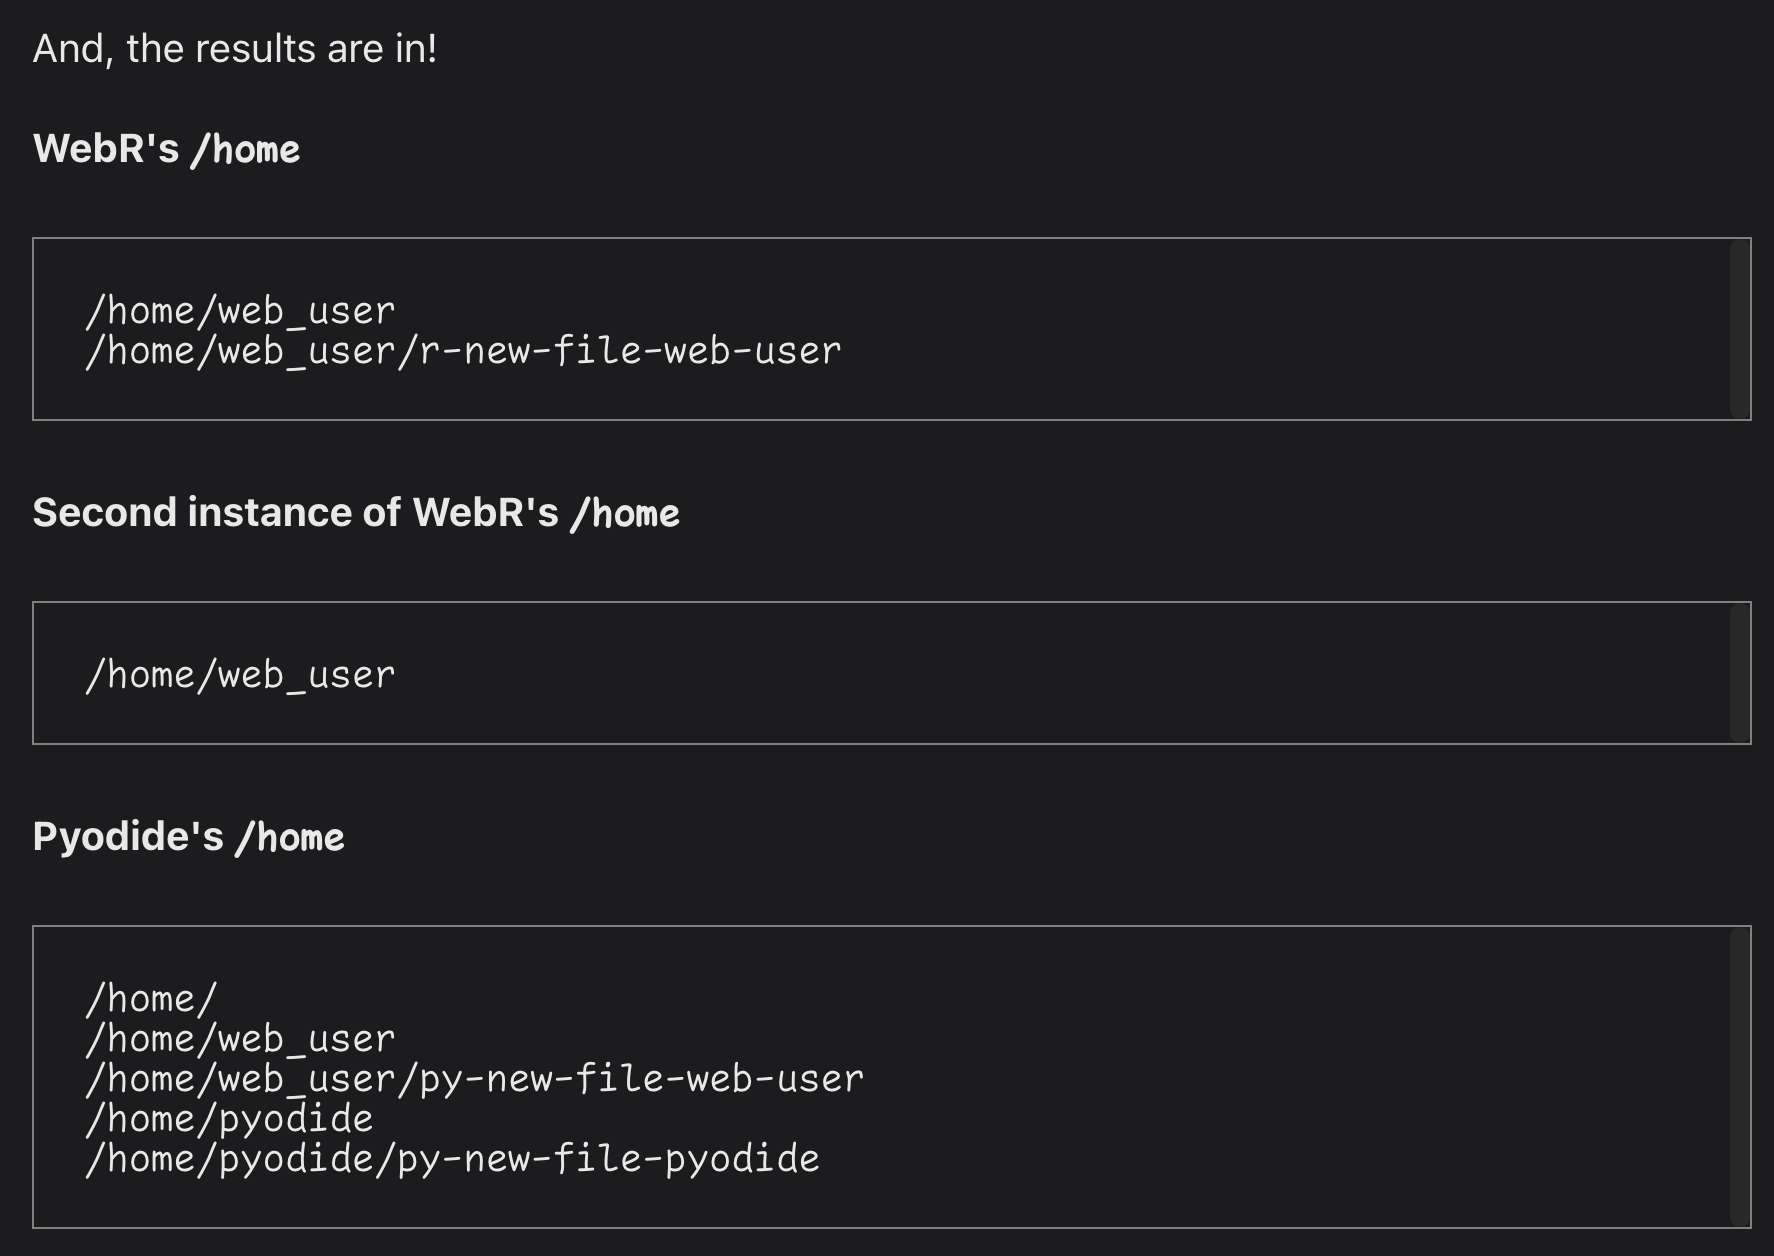 And, the results are in!
WebR's /home
/home/web_user
/home/web_user/r-new-file-web-user
Second instance of WebR's /home
/home/web_user
Pyodide's /home
/home/
/home/web_user
/home/web_user/py-new-file-web-user
/home/pyodide
/home/pyodide/py-new-file-pyodide